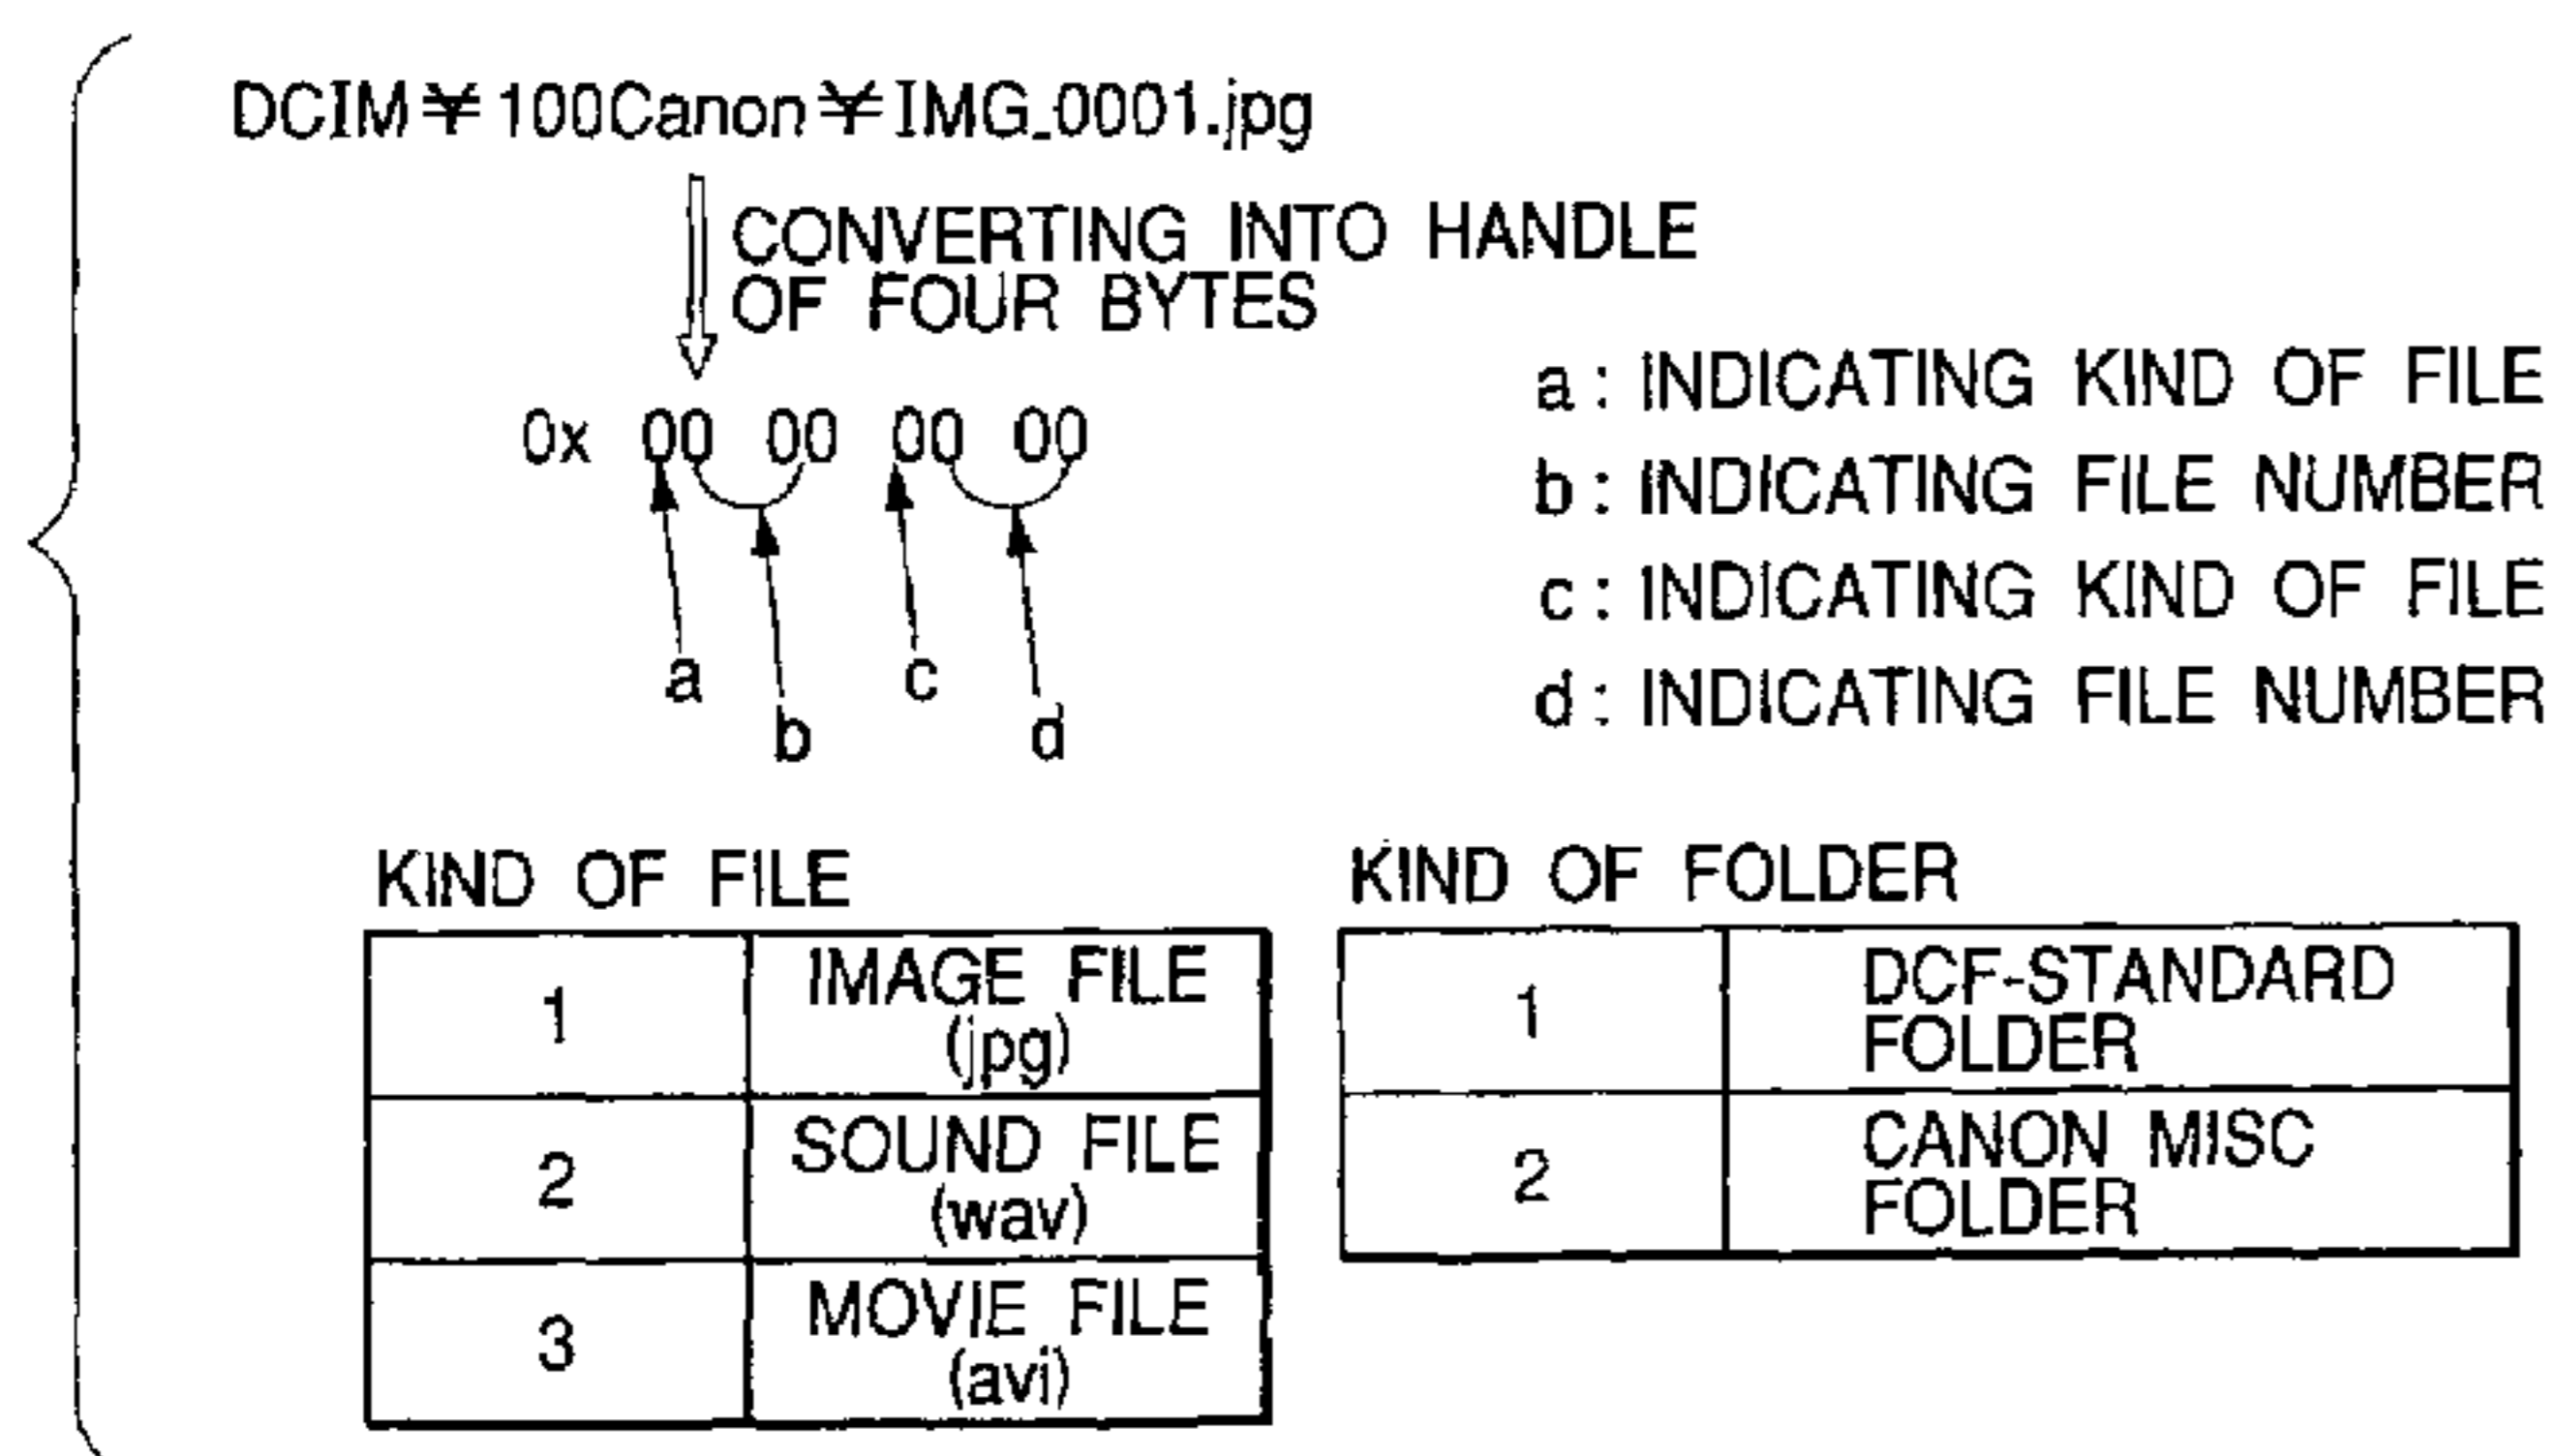 DCIM¥100Canon¥IMG_0001.jpg
CONVERTING INTO HANDLE
OF FOUR BYTES
0x 00 00 00 00
a
b
c
d
a : INDICATING KIND OF FILE
b : INDICATING FILE NUMBER
c : INDICATING KIND OF FILE
d : INDICATING FILE NUMBER
KIND OF FILE
1
IMAGE FILE
(jpg)
2
SOUND FILE
(wav)
3
MOVIE FILE
(avi)
KIND OF FOLDER
1
DCF-STANDARD
FOLDER
2
CANON MISC
FOLDER